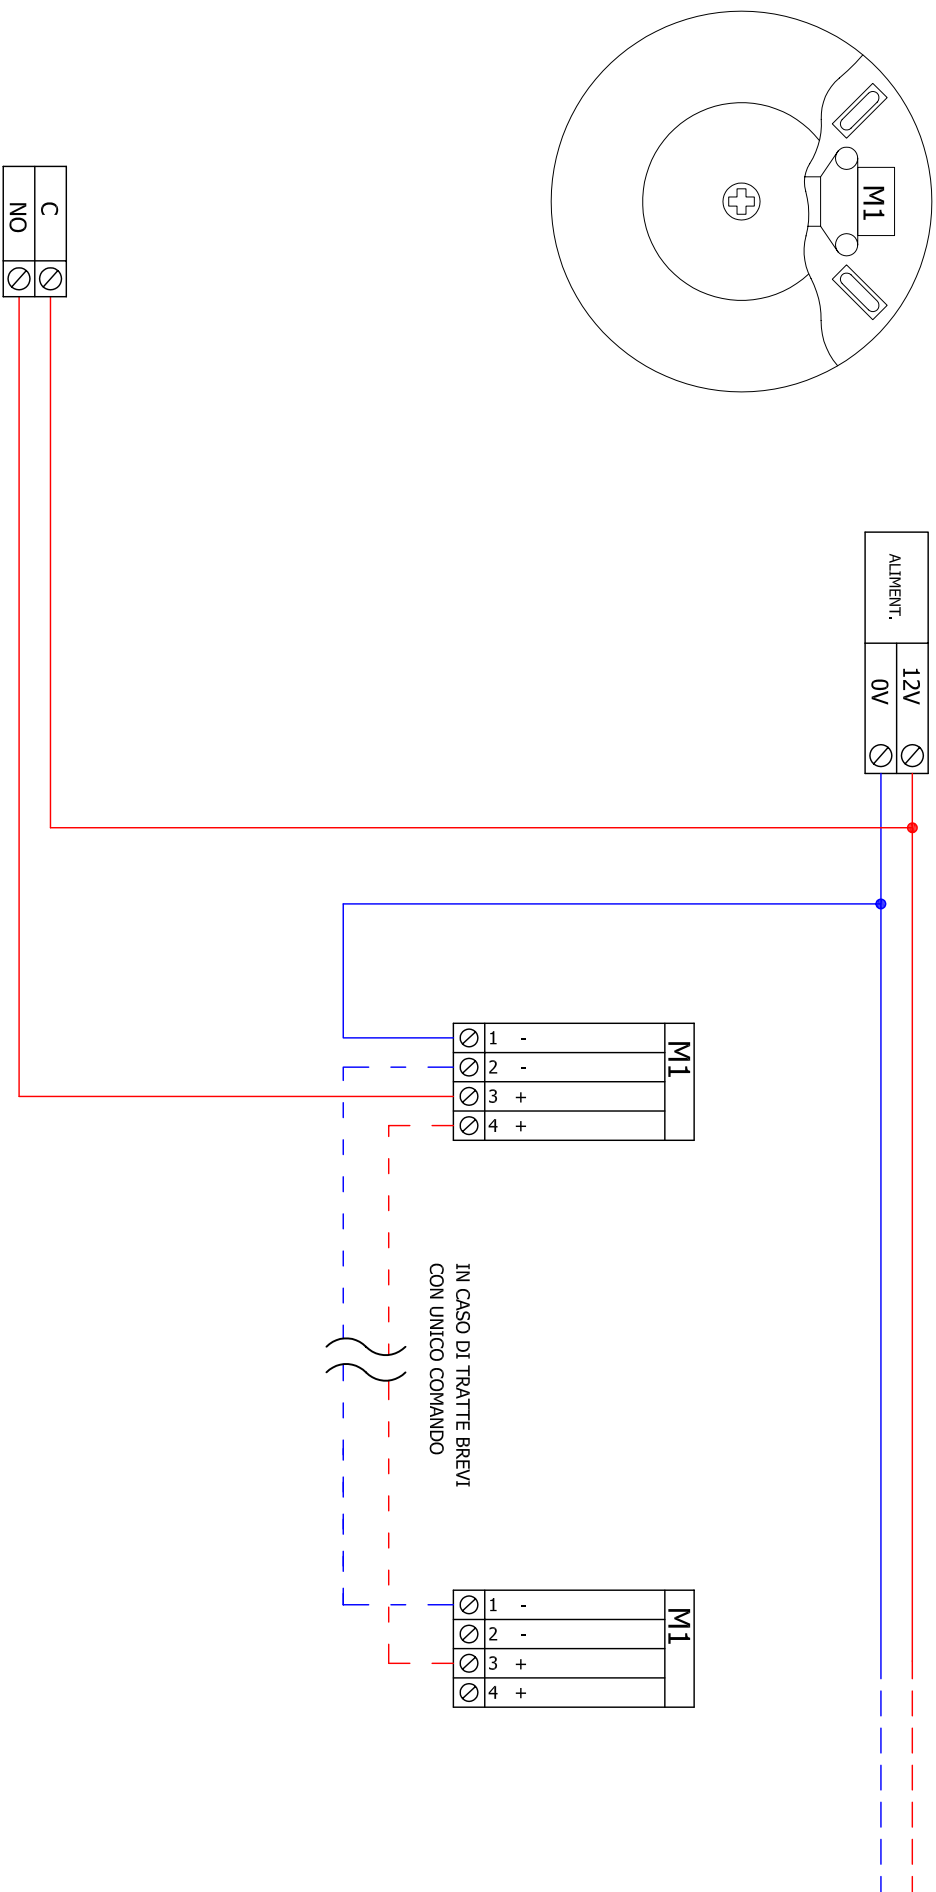 M1
ALIMENT.
12V
0V
C
NO
M1
1 -
2 -
3 +
4 +
IN CASO DI TRATTE BREVI
CON UNICO COMANDO
M1
1 -
2 -
3 +
4 +